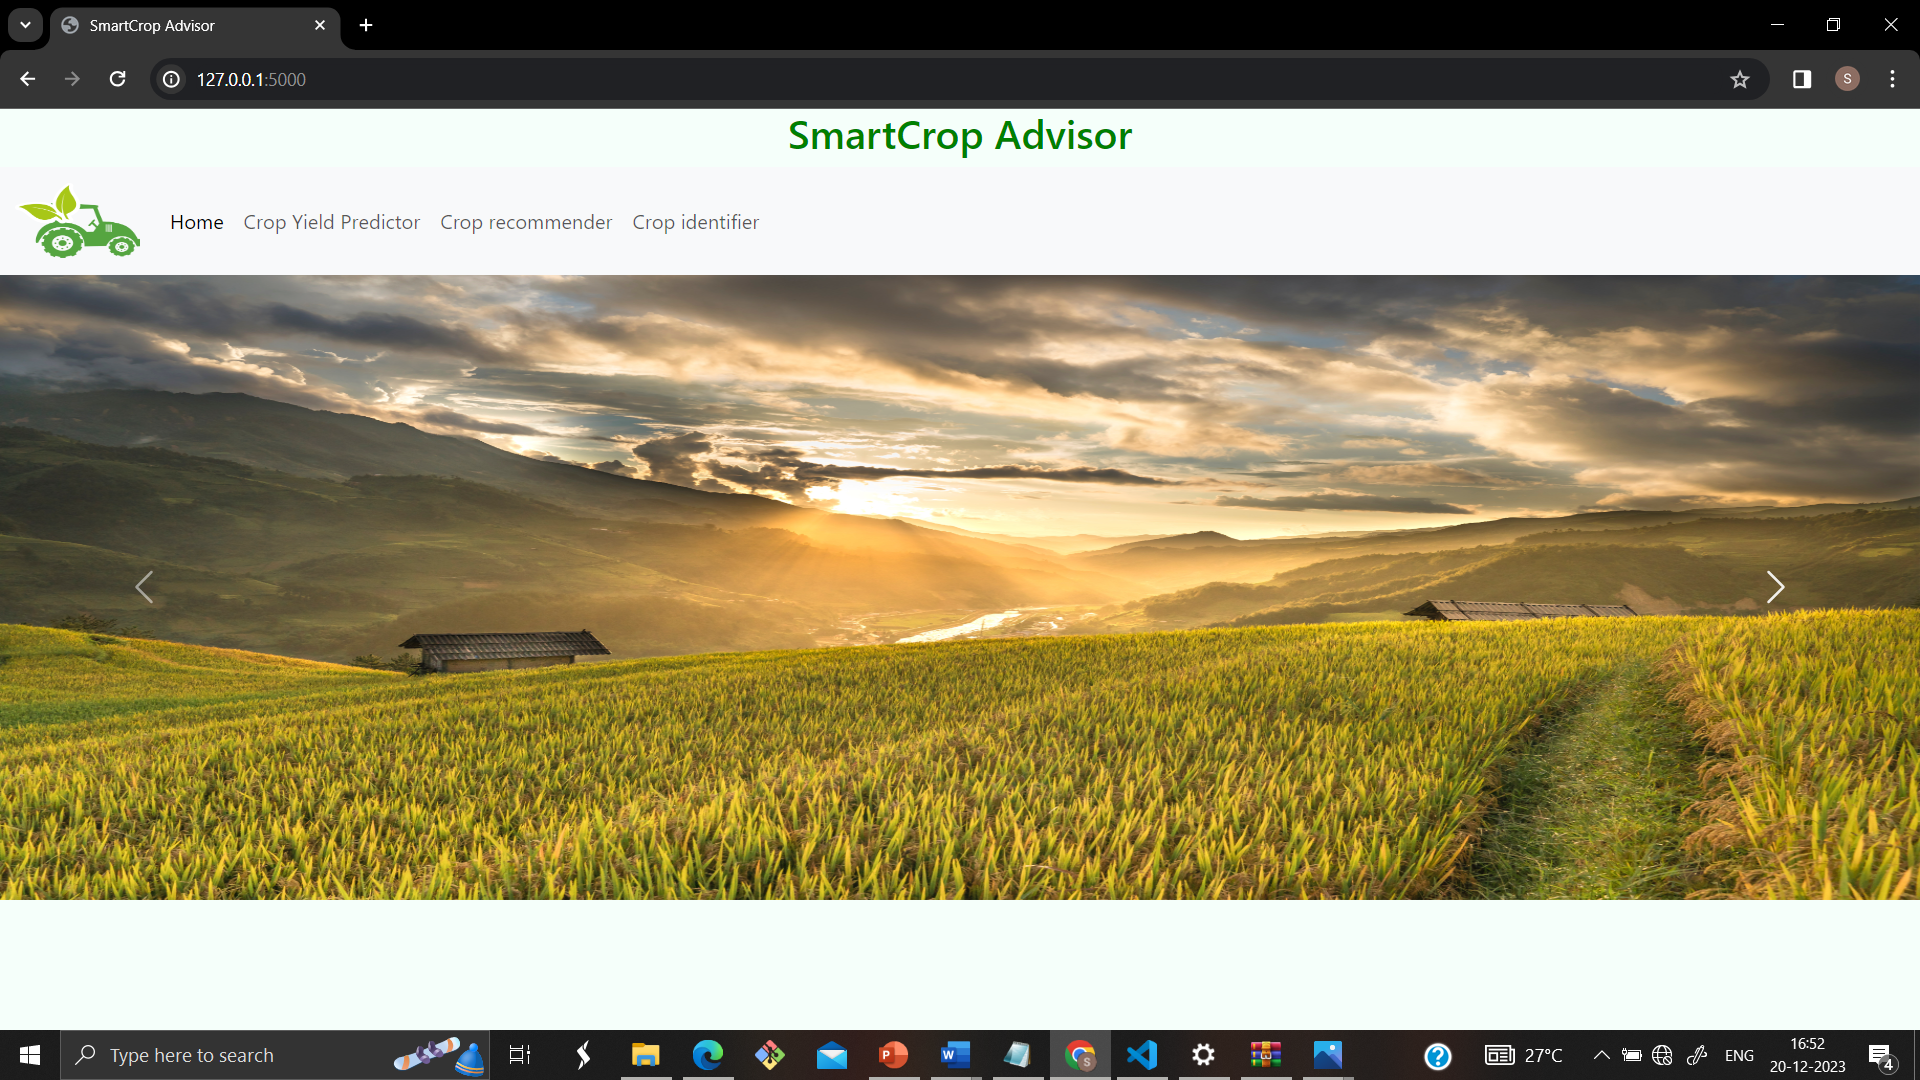 SmartCrop Advisor
127.0.0.1:5000
S
SmartCrop Advisor
Home Crop Yield Predictor Crop recommender Crop identifier
Type here to search
27°C
ENG
16:52
20-12-2023
4